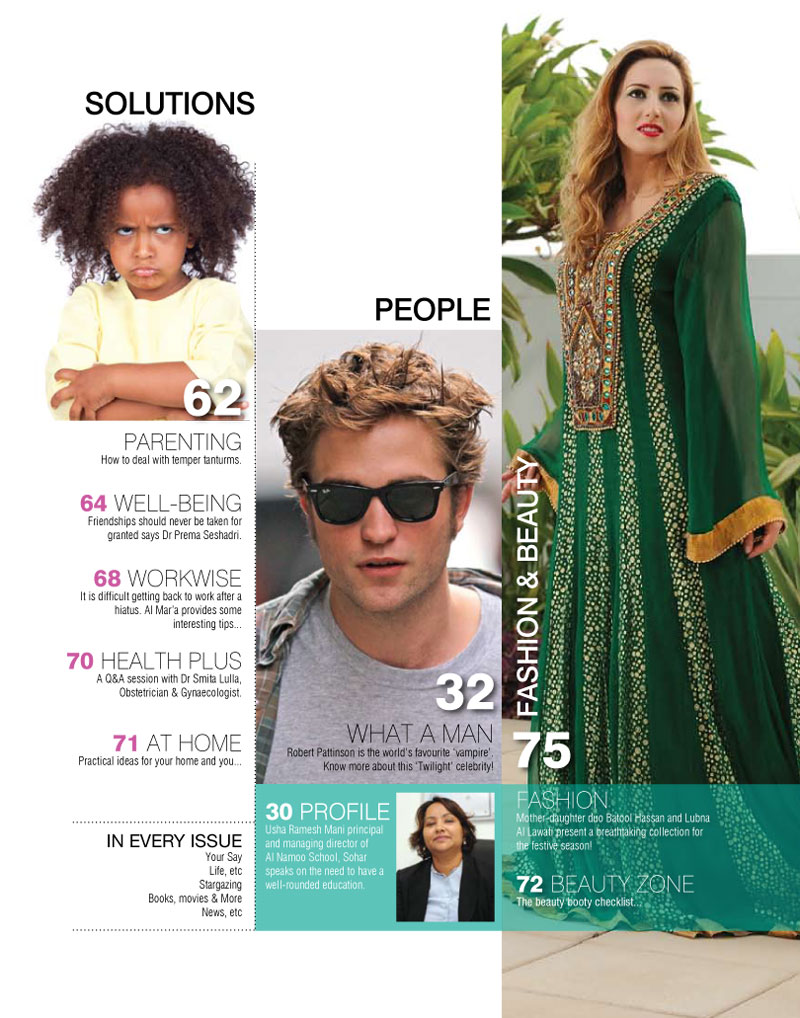 SOLUTIONS
62
PARENTING
How to deal with temper tanturms.
64 WELL-BEING
Friendships should never be taken for
granted says Dr Prema Seshadri.
68 WORKWISE
It is difficult getting back to work after a
hiatus. Al Mar'a provides some
interesting tips...
70 HEALTH PLUS
A Q&A session with Dr Smita Lulla,
Obstetrician & Gynaecologist.
71 AT HOME
Practical ideas for your home and you...
IN EVERY ISSUE
Your Say
Life, etc
Stargazing
Books, movies & More
News, etc
PEOPLE
Ray-Ban
32
WHAT A MAN
Robert Pattinson is the world's favourite 'vampire'.
Know more about this 'Twilight' celebrity!
30 PROFILE
Usha Ramesh Mani principal
and managing director of
Al Namoo School, Sohar
speaks on the need to have a
well-rounded education.
FASHION & BEAUTY
75
FASHION
Mother-daughter duo Batool Hassan and Lubna
Al Lawati present a breathtaking collection for
the festive season!
72 BEAUTY ZONE
The beauty booty checklist...